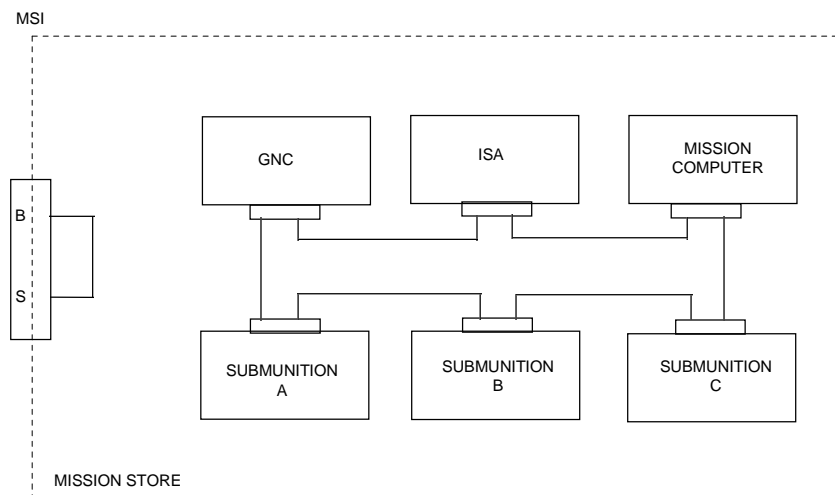 MSI
GNC
ISA
MISSION
COMPUTER
B
S
SUBMUNITION
A
SUBMUNITION
B
SUBMUNITION
C
MISSION STORE